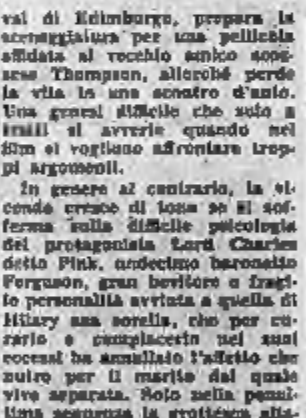 val di Edimburgo, prepara la
sceneggiatura per una pellicola
affidata al vecchio amico
Thompson, allorché perde
la vita in uno scontro d'auto.
Una genesi difficile che solo a
tratti si avverte quando nel
film si vogliono affrontare trop-
pi argomenti.
In genere al contrario, la vi-
cenda cresce di tono se si sof-
ferma sulla difficile psicologia
del protagonista Lord Charles
detto Pink, undecimo baronetto
Ferguson, gran bevitore e fragi-
le personalità avviata a quella di
Hilary sua sorella, che per cu-
rarlo e compiacerlo nei suoi
eccessi ha annullato l'affetto che
nutre per il marito dal quale
vive separata. Solo nella penul-
tima sequenza la